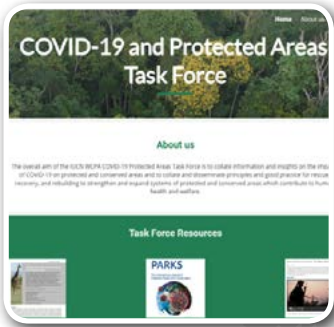 Home About us
COVID-19 and Protected Areas
Task Force
About us
The overall aim of the IUCN WCPA COVID-19 Protected Areas Task Force is to collate information and insights on the impa
of COVID-19 on protected and conserved areas and to collate and disseminate principles and good practice for rescue
recovery, and rebuilding to strengthen and expand systems of protected and conserved areas which contribute to hum
health and welfare.
Task Force Resources
PARKS